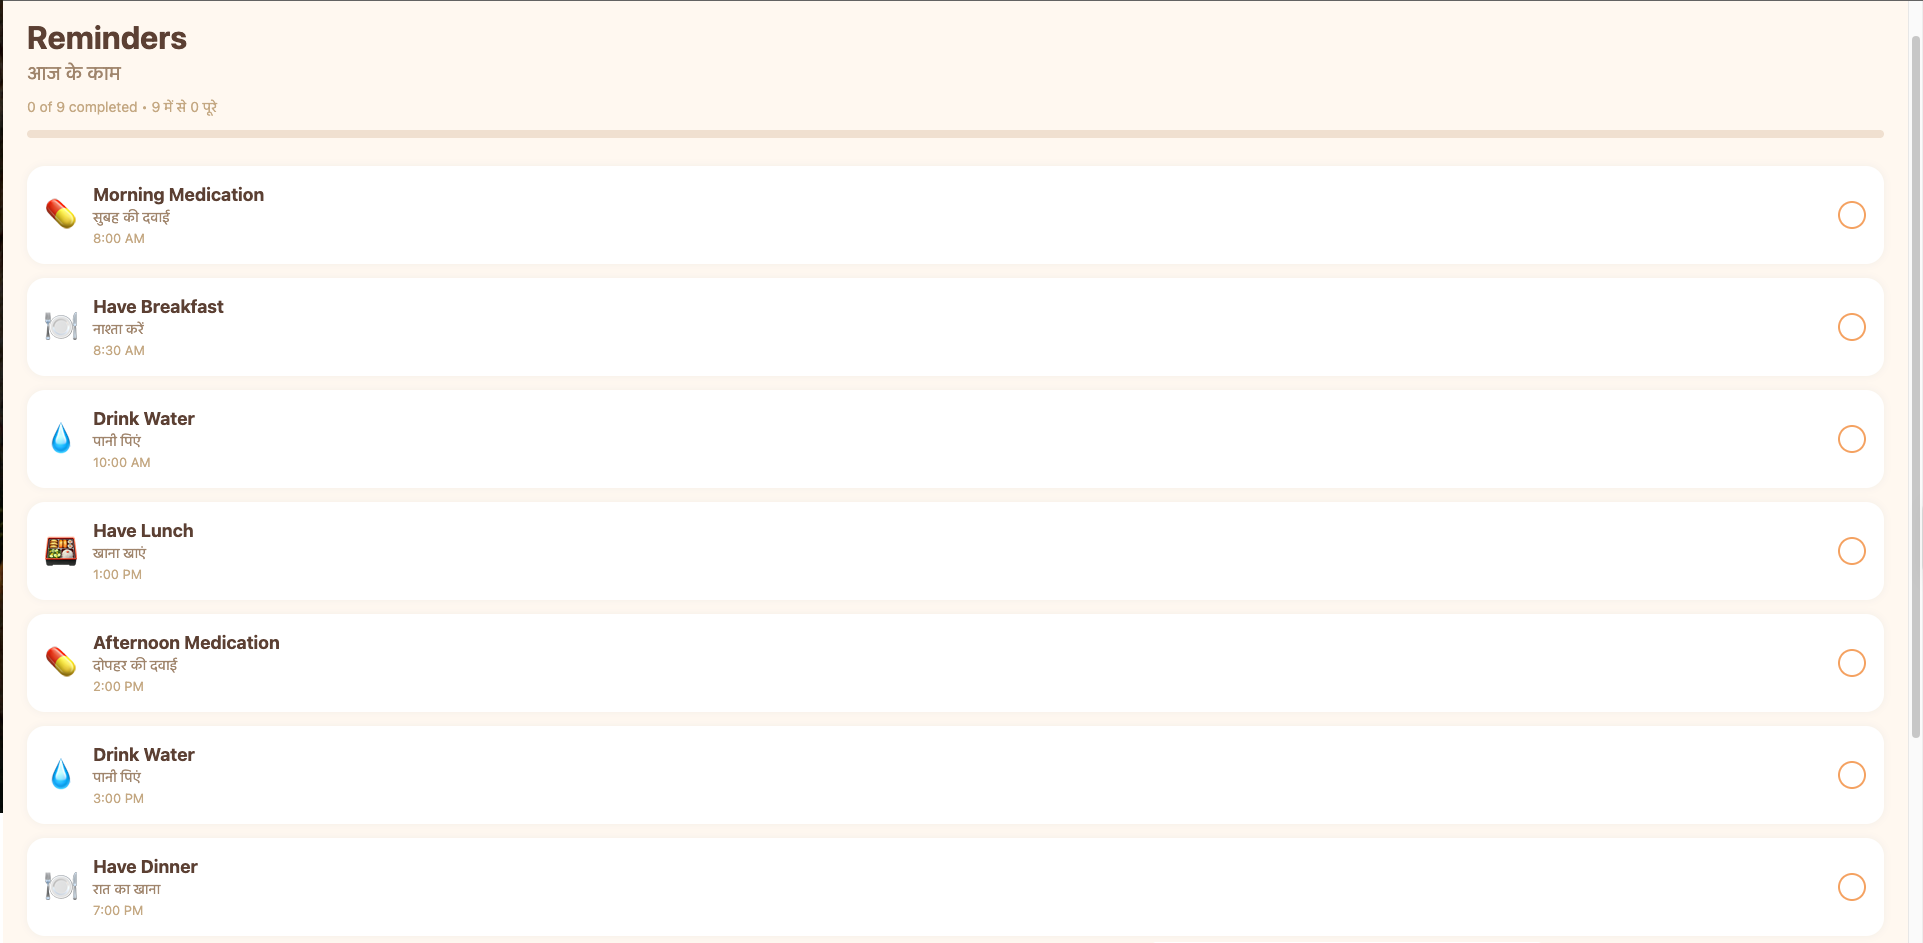 Reminders
आज के काम
0 of 9 completed • 9 में से 0 पूरे
Morning Medication
सुबह की दवाई
8:00 AM
Have Breakfast
नाश्ता करें
8:30 AM
Drink Water
पानी पिएं
10:00 AM
Have Lunch
खाना खाएं
1:00 PM
Afternoon Medication
दोपहर की दवाई
2:00 PM
Drink Water
पानी पिएं
3:00 PM
Have Dinner
रात का खाना
7:00 PM